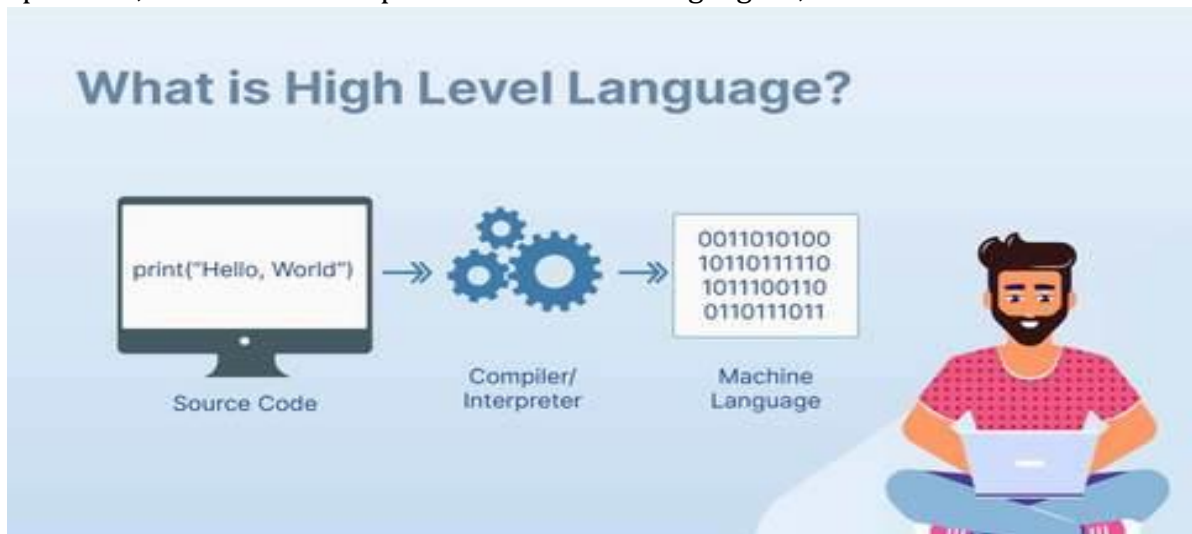 What is High Level Language?
print("Hello, World")
Source Code
Compiler/
Interpreter
0011010100
10110111110
1011100110
0110111011
Machine
Language